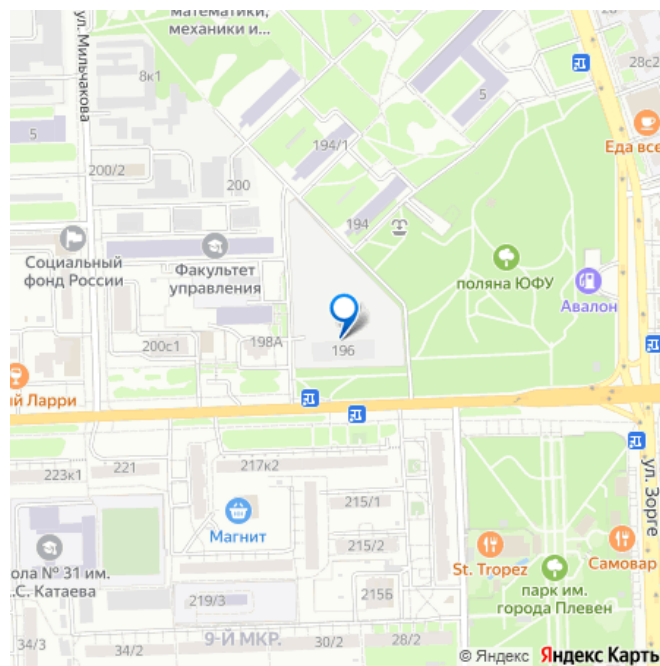 математики,
механики и...
ул. Мильчакова
8к1
28с2
5
Еда все
5
194/1
200/2
200
194
Социальный
фонд России
Факультет
управления
поляна ЮФУ
Авалон
200с1
198А
196
ый Ларри
223к1
221
217к2
ул. Зорге
215/1
Магнит
215/2
St. Tropez
Самовар
ола № 31 им.
.С. Катаева
парк им.
города Плевен
219/3
215Б
34/3
34/2
9-Й МКР.
30/2
28/2
© Яндекс Яндекс Карты